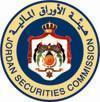 هيئة الأوراق المالية
JORDAN SECURITIES COMMISSION